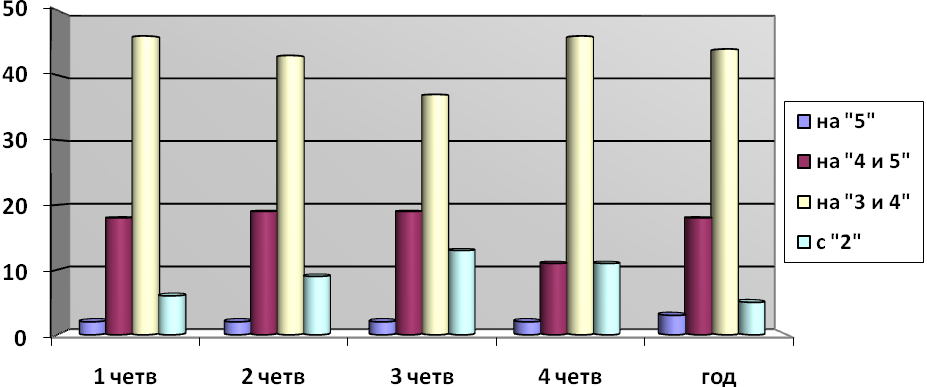 50
40
30
20
10
0
1 четв
2 четв
3 четв
4 четв
год
на "5"
на "4 и 5"
на "3 и 4"
с "2"